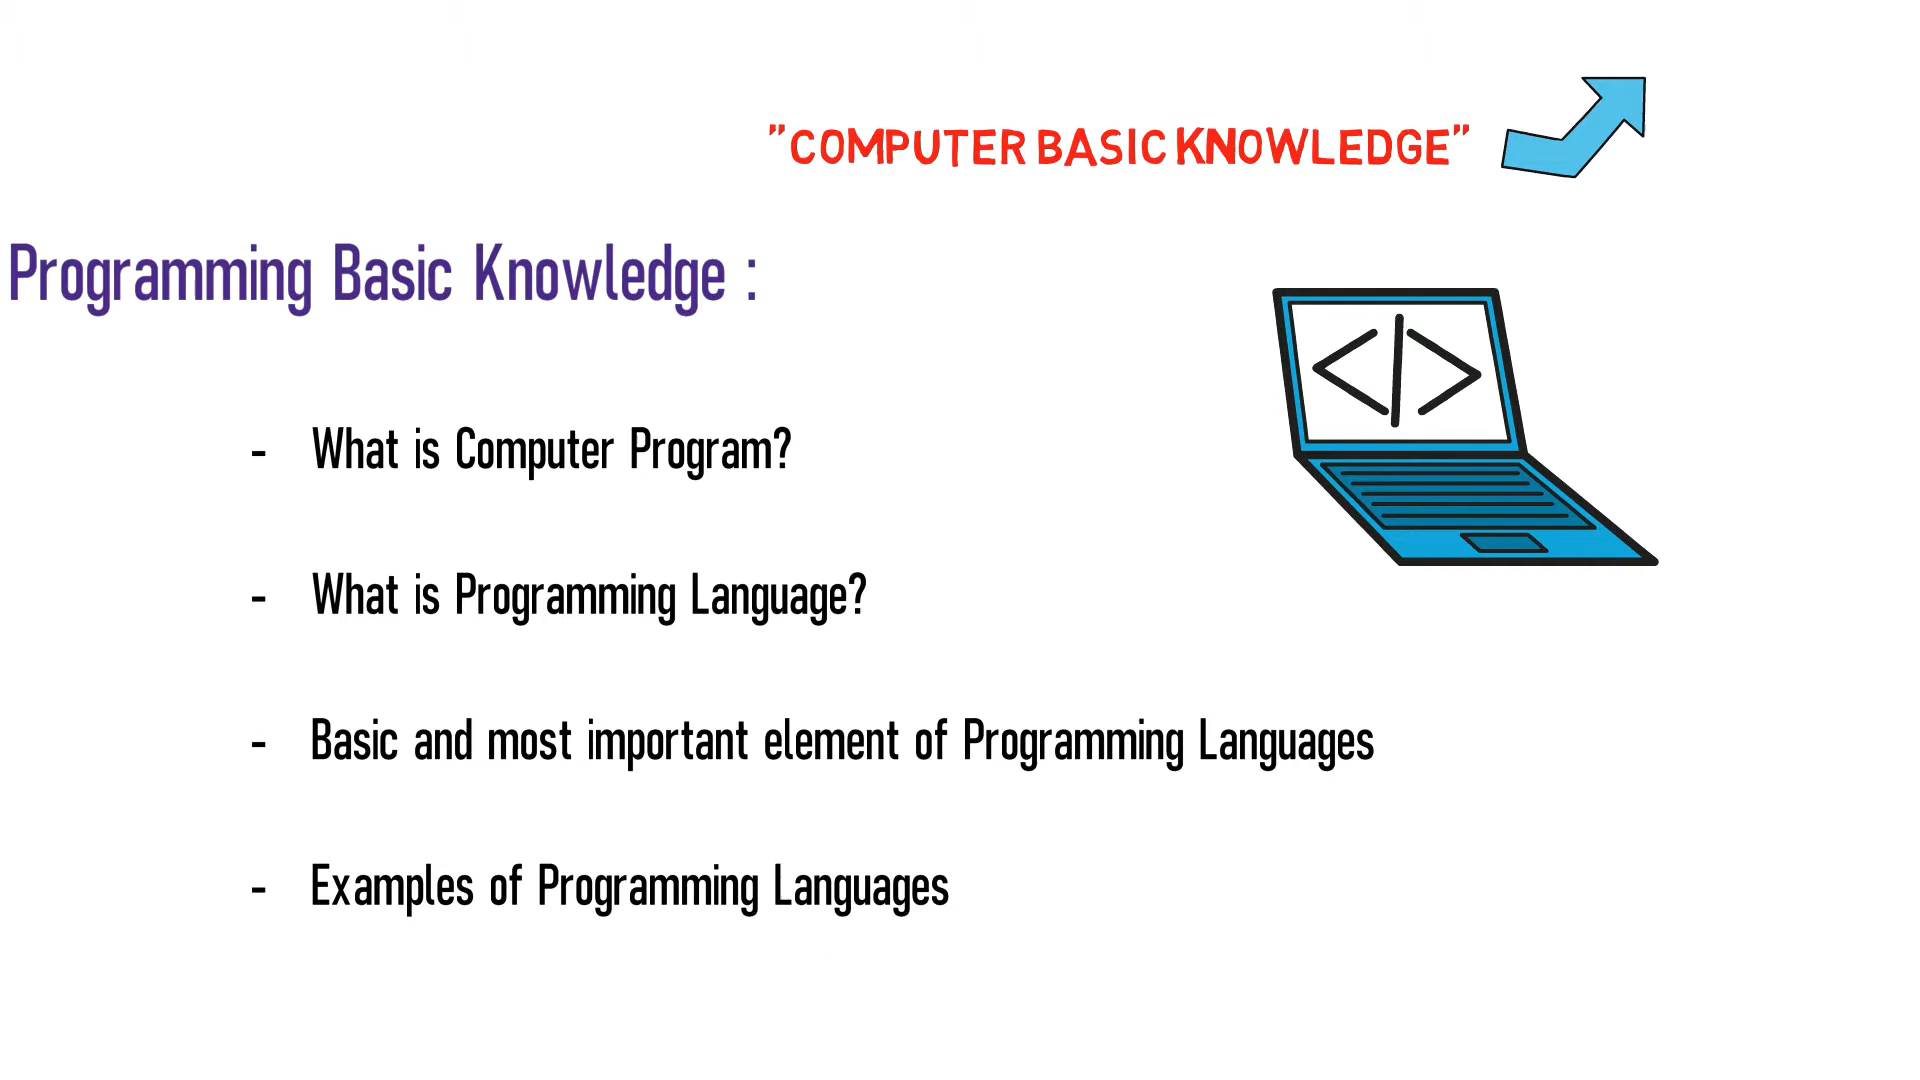 "COMPUTER BASIC KNOWLEDGE"
Programming Basic Knowledge :
- What is Computer Program?
- What is Programming Language?
- Basic and most important element of Programming Languages
- Examples of Programming Languages